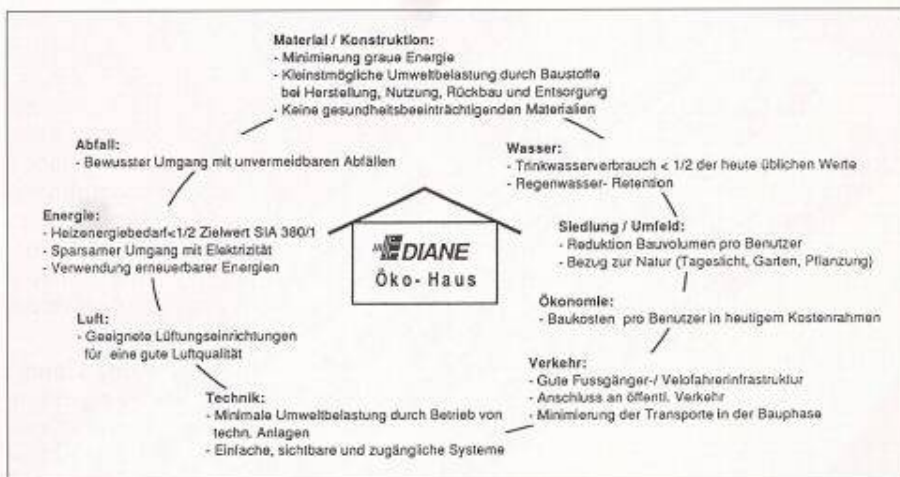 Material / Konstruktion:
- Minimierung graue Energie
- Kleinstmögliche Umweltbelastung durch Baustoffe
bei Herstellung, Nutzung, Rückbau und Entsorgung
- Keine gesundheitsbeeinträchtigenden Materialien
Wasser:
- Trinkwasserverbrauch < 1/2 der heute üblichen Werte
- Regenwasser- Retention
Siedlung / Umfeld:
- Reduktion Bauvolumen pro Benutzer
- Bezug zur Natur (Tageslicht, Garten, Pflanzung)
Ökonomie:
- Baukosten pro Benutzer in heutigem Kostenrahmen
Verkehr:
- Gute Fussgänger-/ Velofahrerinfrastruktur
- Anschluss an öffentl. Verkehr
- Minimierung der Transporte in der Bauphase
Technik:
- Minimale Umweltbelastung durch Betrieb von
techn. Anlagen
- Einfache, sichtbare und zugängliche Systeme
Luft:
- Geeignete Lüftungseinrichtungen
für eine gute Luftqualität
Energie:
- Heizenergiebedarf<1/2 Zielwert SIA 380/1
- Sparsamer Umgang mit Elektrizität
- Verwendung erneuerbarer Energien
Abfall:
- Bewusster Umgang mit unvermeidbaren Abfällen
DIANE
Öko- Haus